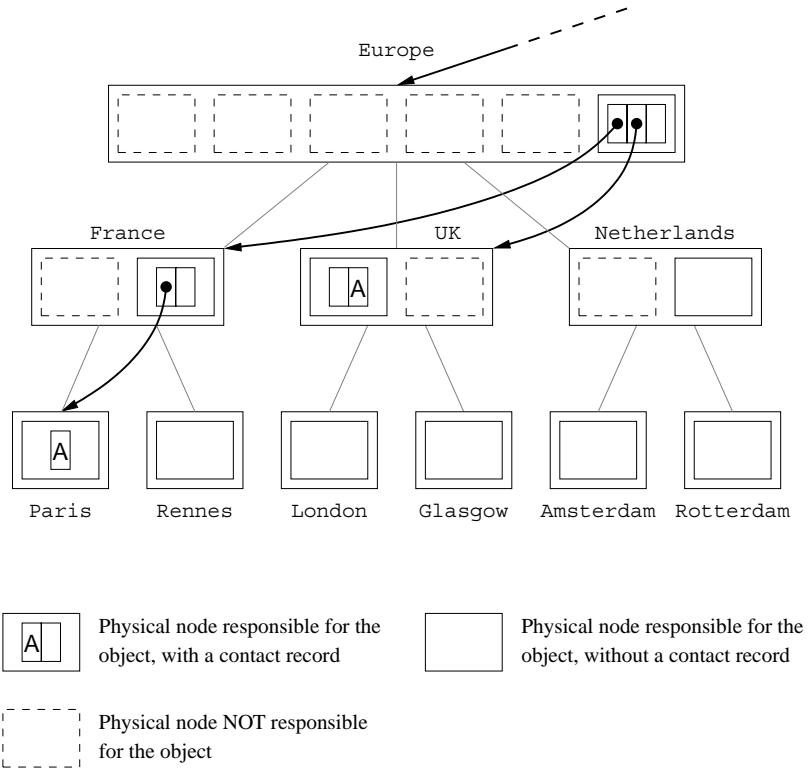 Europe
France
UK
Netherlands
A
A
Paris
Rennes
London
Glasgow
Amsterdam
Rotterdam
A
Physical node responsible for the
object, with a contact record
Physical node responsible for the
object, without a contact record
Physical node NOT responsible
for the object